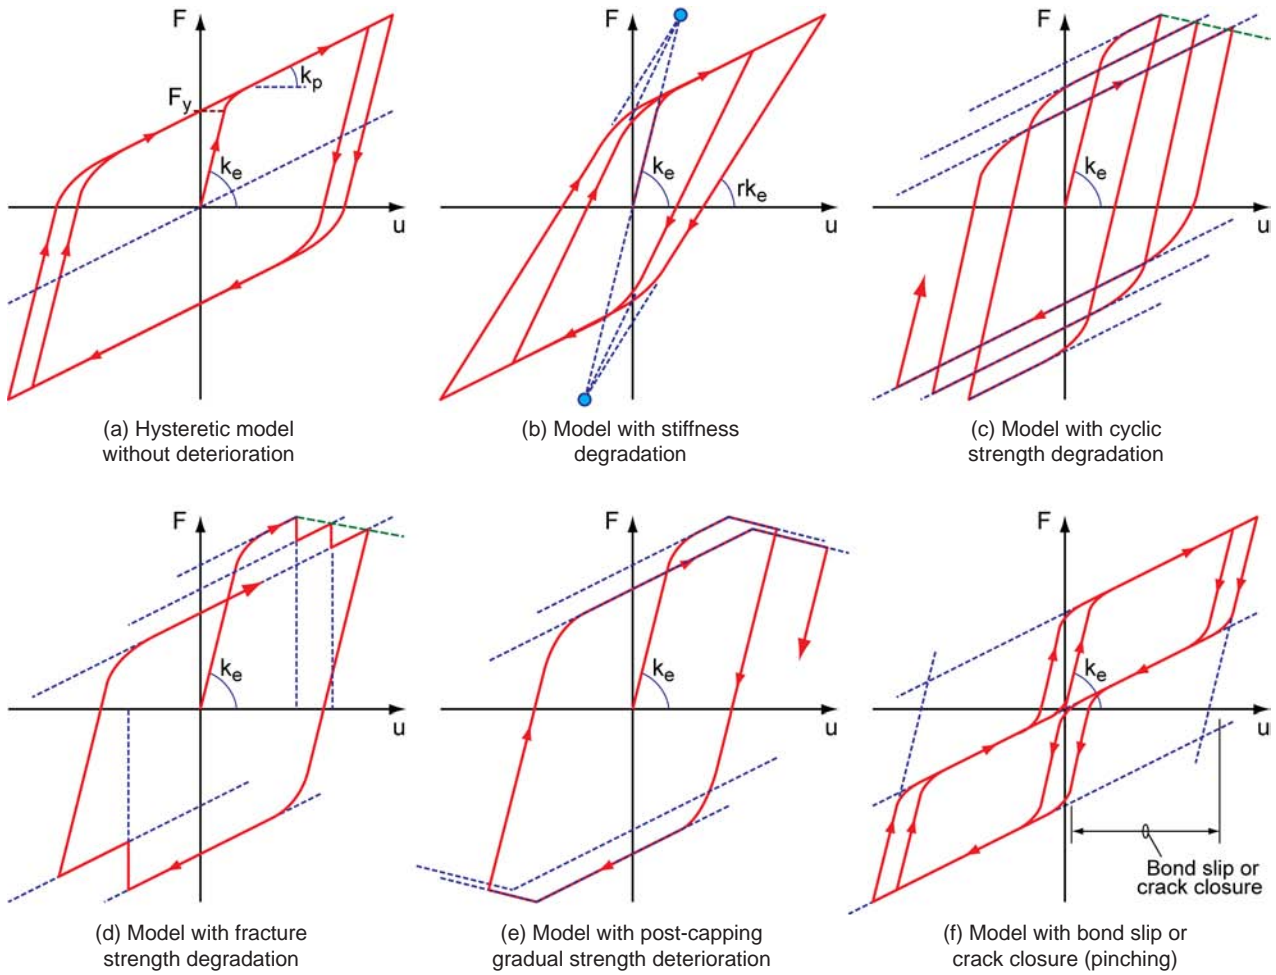 F
k_p
F_y
k_e
u
(a) Hysteretic model
without deterioration
F
k_e
rk_e
u
(b) Model with stiffness
degradation
F
k_e
u
(c) Model with cyclic
strength degradation
F
k_e
u
(d) Model with fracture
strength degradation
F
k_e
u
(e) Model with post-capping
gradual strength deterioration
F
k_e
u
Bond slip or
crack closure
(f) Model with bond slip or
crack closure (pinching)